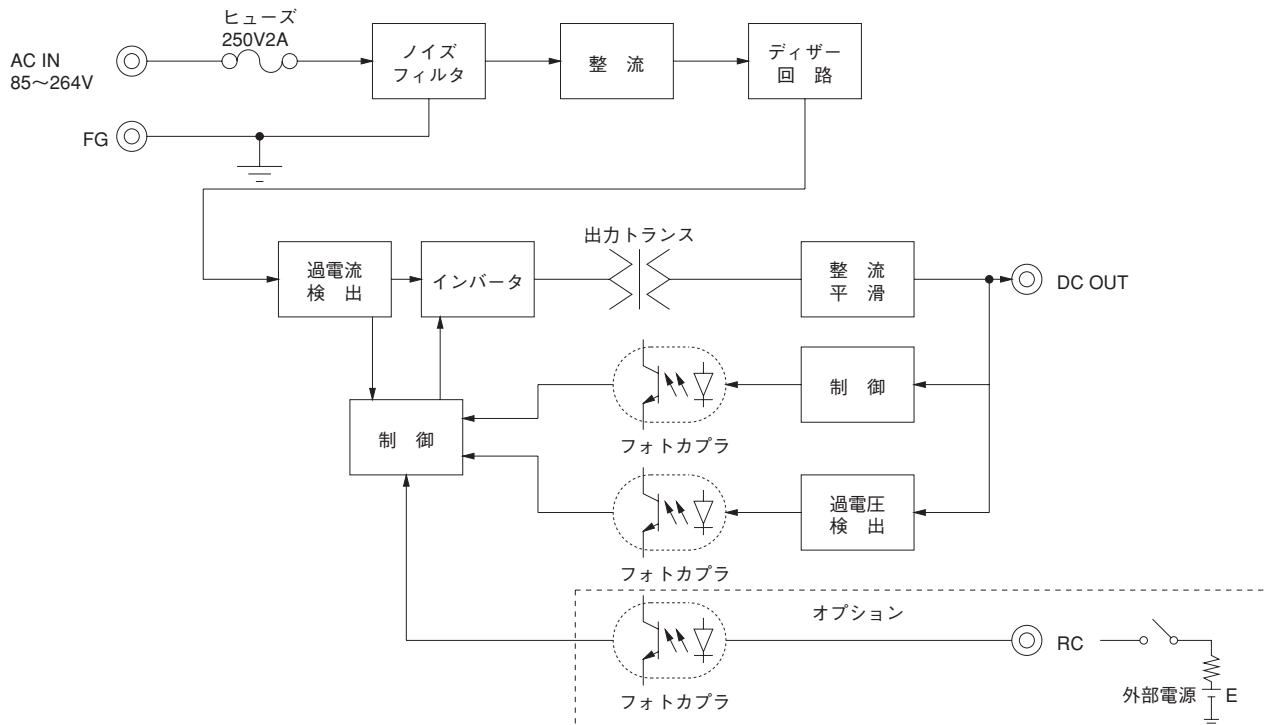 ヒューズ
250V2A
AC IN
85～264V
ノイズ
フィルタ
整 流
ディザー
回 路
FG
出力トランス
過電流
検 出
インバータ
整 流
平 滑
DC OUT
制 御
フォトカプラ
制 御
過電圧
検 出
フォトカプラ
オプション
RC
フォトカプラ
外部電源
E